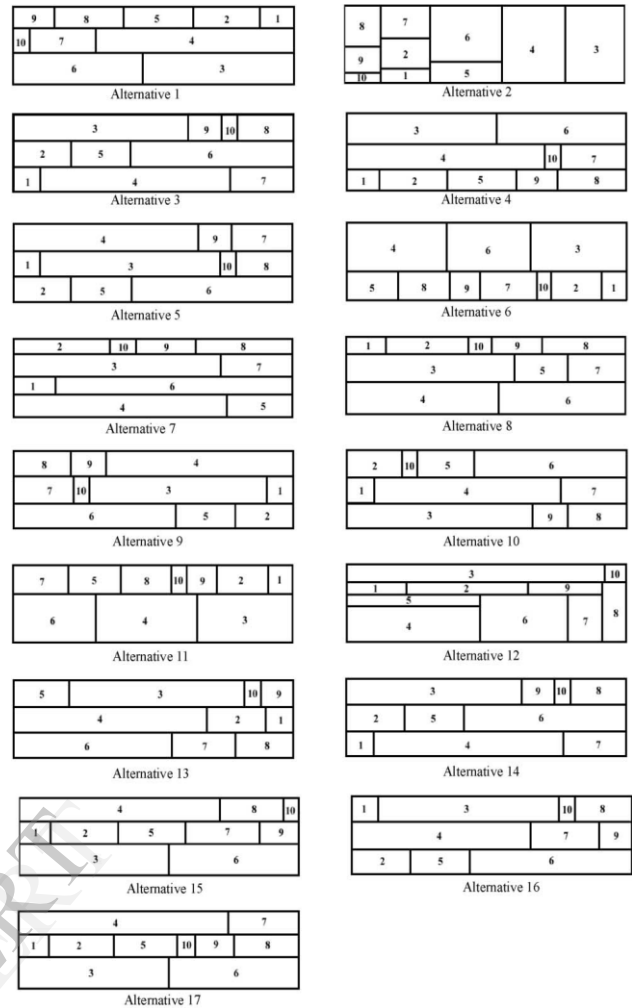 9 8 5 2 1
10 7 4
6 3
Alternative 1
8 7 6 4 3
9 2
10 1 5
Alternative 2
3 9 10 8
2 5 6
1 4 7
Alternative 3
3 6
4 10 7
1 2 5 9 8
Alternative 4
4 9 7
1 3 10 8
2 5 6
Alternative 5
4 6 3
5 8 9 7 10 2 1
Alternative 6
2 10 9 8
3 7
1 6
4 5
Alternative 7
1 2 10 9 8
3 5 7
4 6
Alternative 8
8 9 4
7 10 3 1
6 5 2
Alternative 9
2 10 5 6
1 4 7
3 9 8
Alternative 10
7 5 8 10 9 2 1
6 4 3
Alternative 11
3 10
1 2 9
5
4 6 7 8
Alternative 12
5 3 10 9
4 2 1
6 7 8
Alternative 13
3 9 10 8
2 5 6
1 4 7
Alternative 14
4 8 10
1 2 5 7 9
3 6
Alternative 15
1 3 10 8
4 7 9
2 5 6
Alternative 16
4 7
1 2 5 10 9 8
3 6
Alternative 17